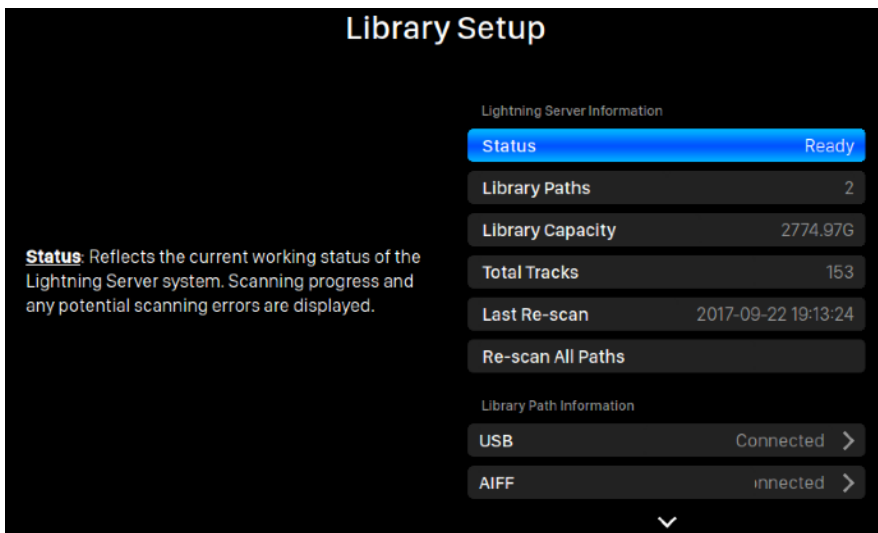 Library Setup
Status: Reflects the current working status of the
Lightning Server system. Scanning progress and
any potential scanning errors are displayed.
Lightning Server Information
Status Ready
Library Paths 2
Library Capacity 2774.97G
Total Tracks 153
Last Re-scan 2017-09-22 19:13:24
Re-scan All Paths
Library Path Information
USB Connected
AIFF nnected